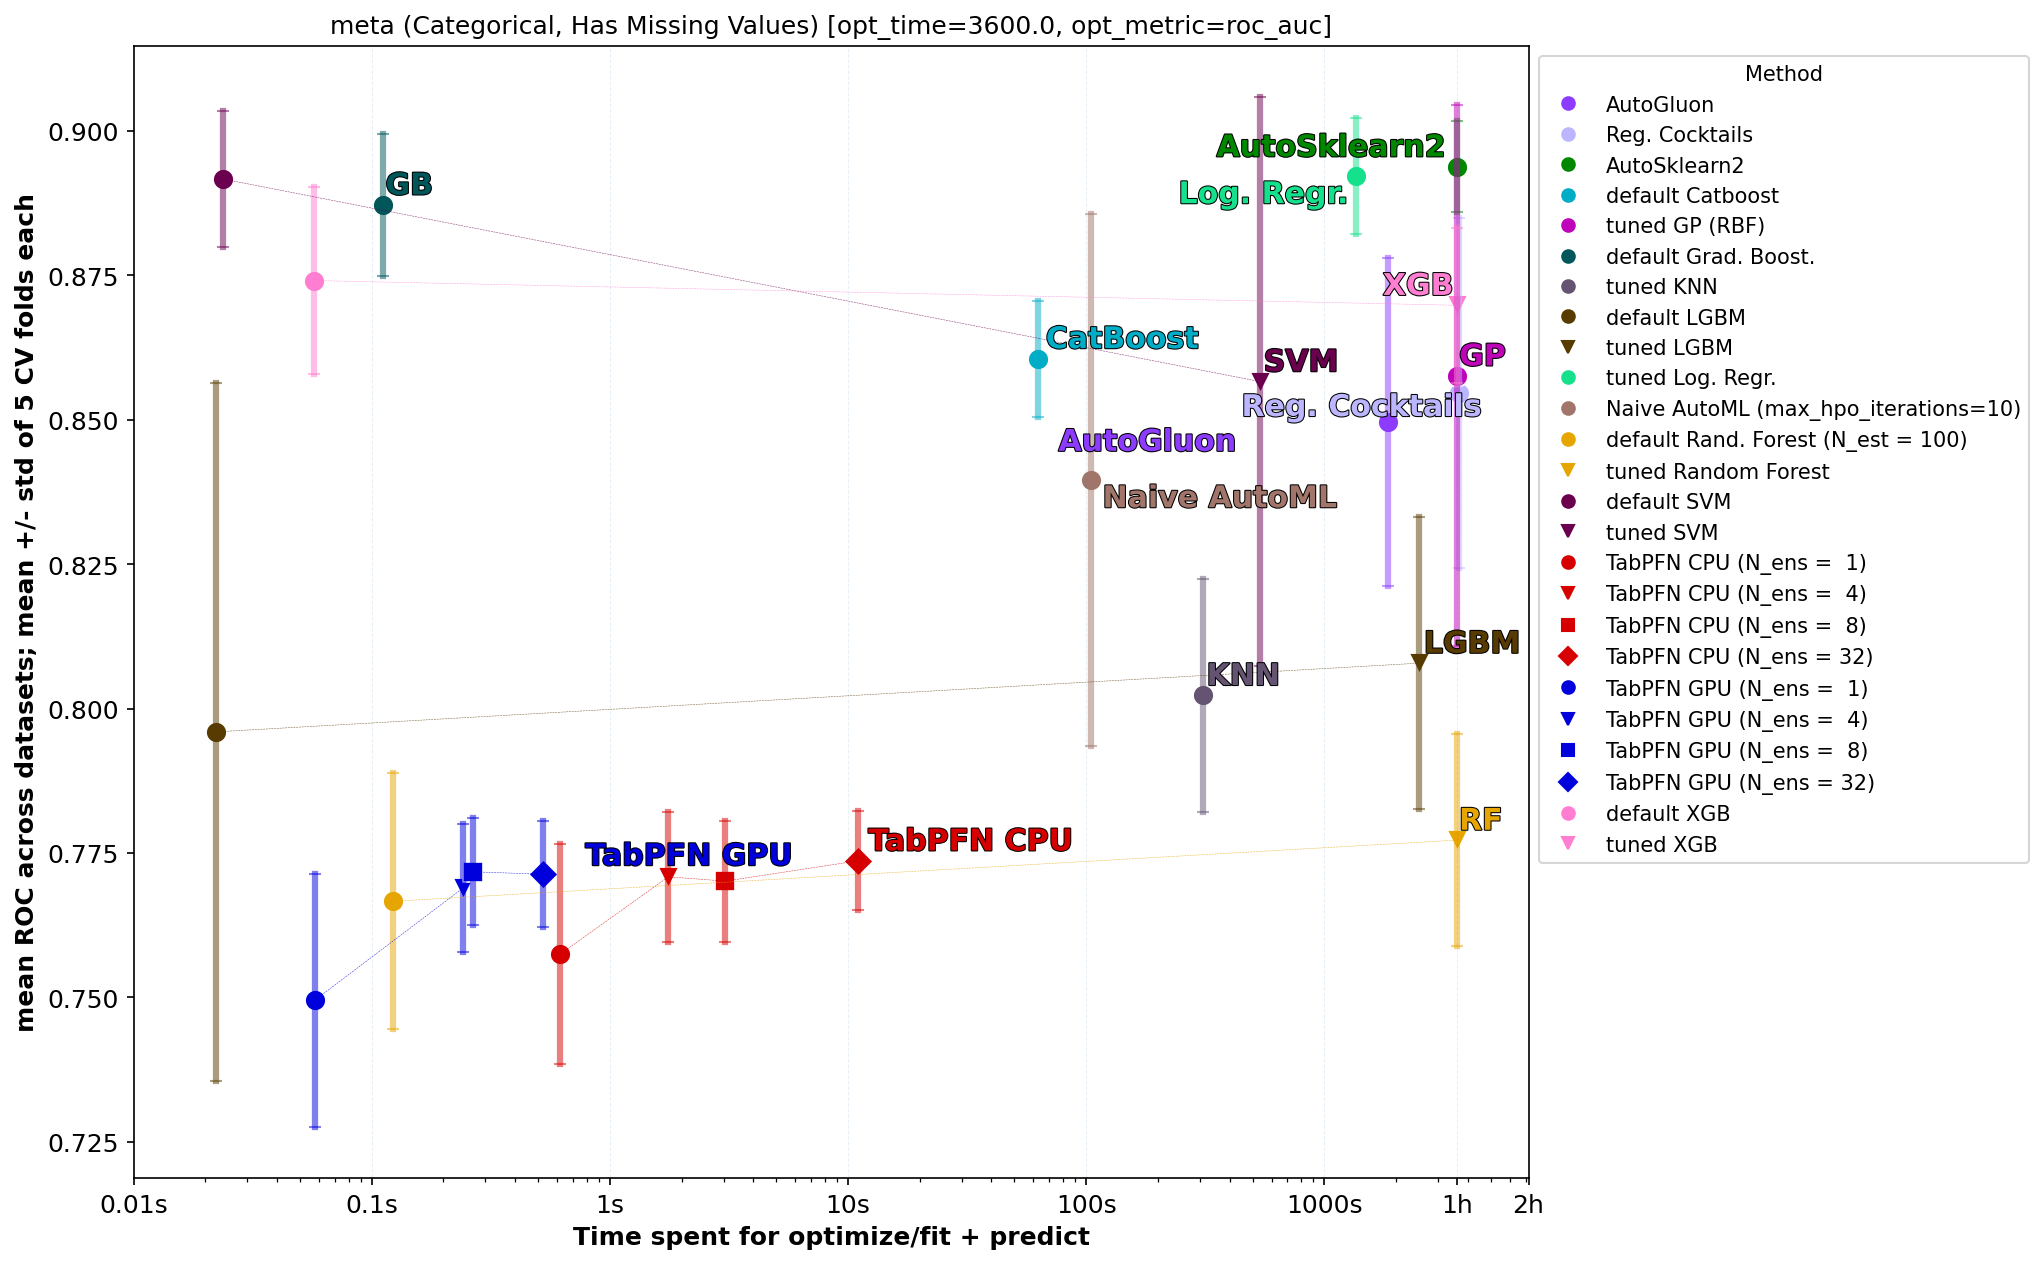 meta (Categorical, Has Missing Values) [opt_time=3600.0, opt_metric=roc_auc]
mean ROC across datasets; mean +/- std of 5 CV folds each
0.900
0.875
0.850
0.825
0.800
0.775
0.750
0.725
GB
AutoSklearn2
Log. Regr.
XGB
CatBoost
SVM
GP
Reg. Cocktails
AutoGluon
Naive AutoML
LGBM
KNN
RF
TabPFN GPU
TabPFN CPU
0.01s
0.1s
1s
10s
100s
1000s
1h
2h
Time spent for optimize/fit + predict
Method
AutoGluon
Reg. Cocktails
AutoSklearn2
default Catboost
tuned GP (RBF)
default Grad. Boost.
tuned KNN
default LGBM
tuned LGBM
tuned Log. Regr.
Naive AutoML (max_hpo_iterations=10)
default Rand. Forest (N_est = 100)
tuned Random Forest
default SVM
tuned SVM
TabPFN CPU (N_ens =  1)
TabPFN CPU (N_ens =  4)
TabPFN CPU (N_ens =  8)
TabPFN CPU (N_ens = 32)
TabPFN GPU (N_ens =  1)
TabPFN GPU (N_ens =  4)
TabPFN GPU (N_ens =  8)
TabPFN GPU (N_ens = 32)
default XGB
tuned XGB